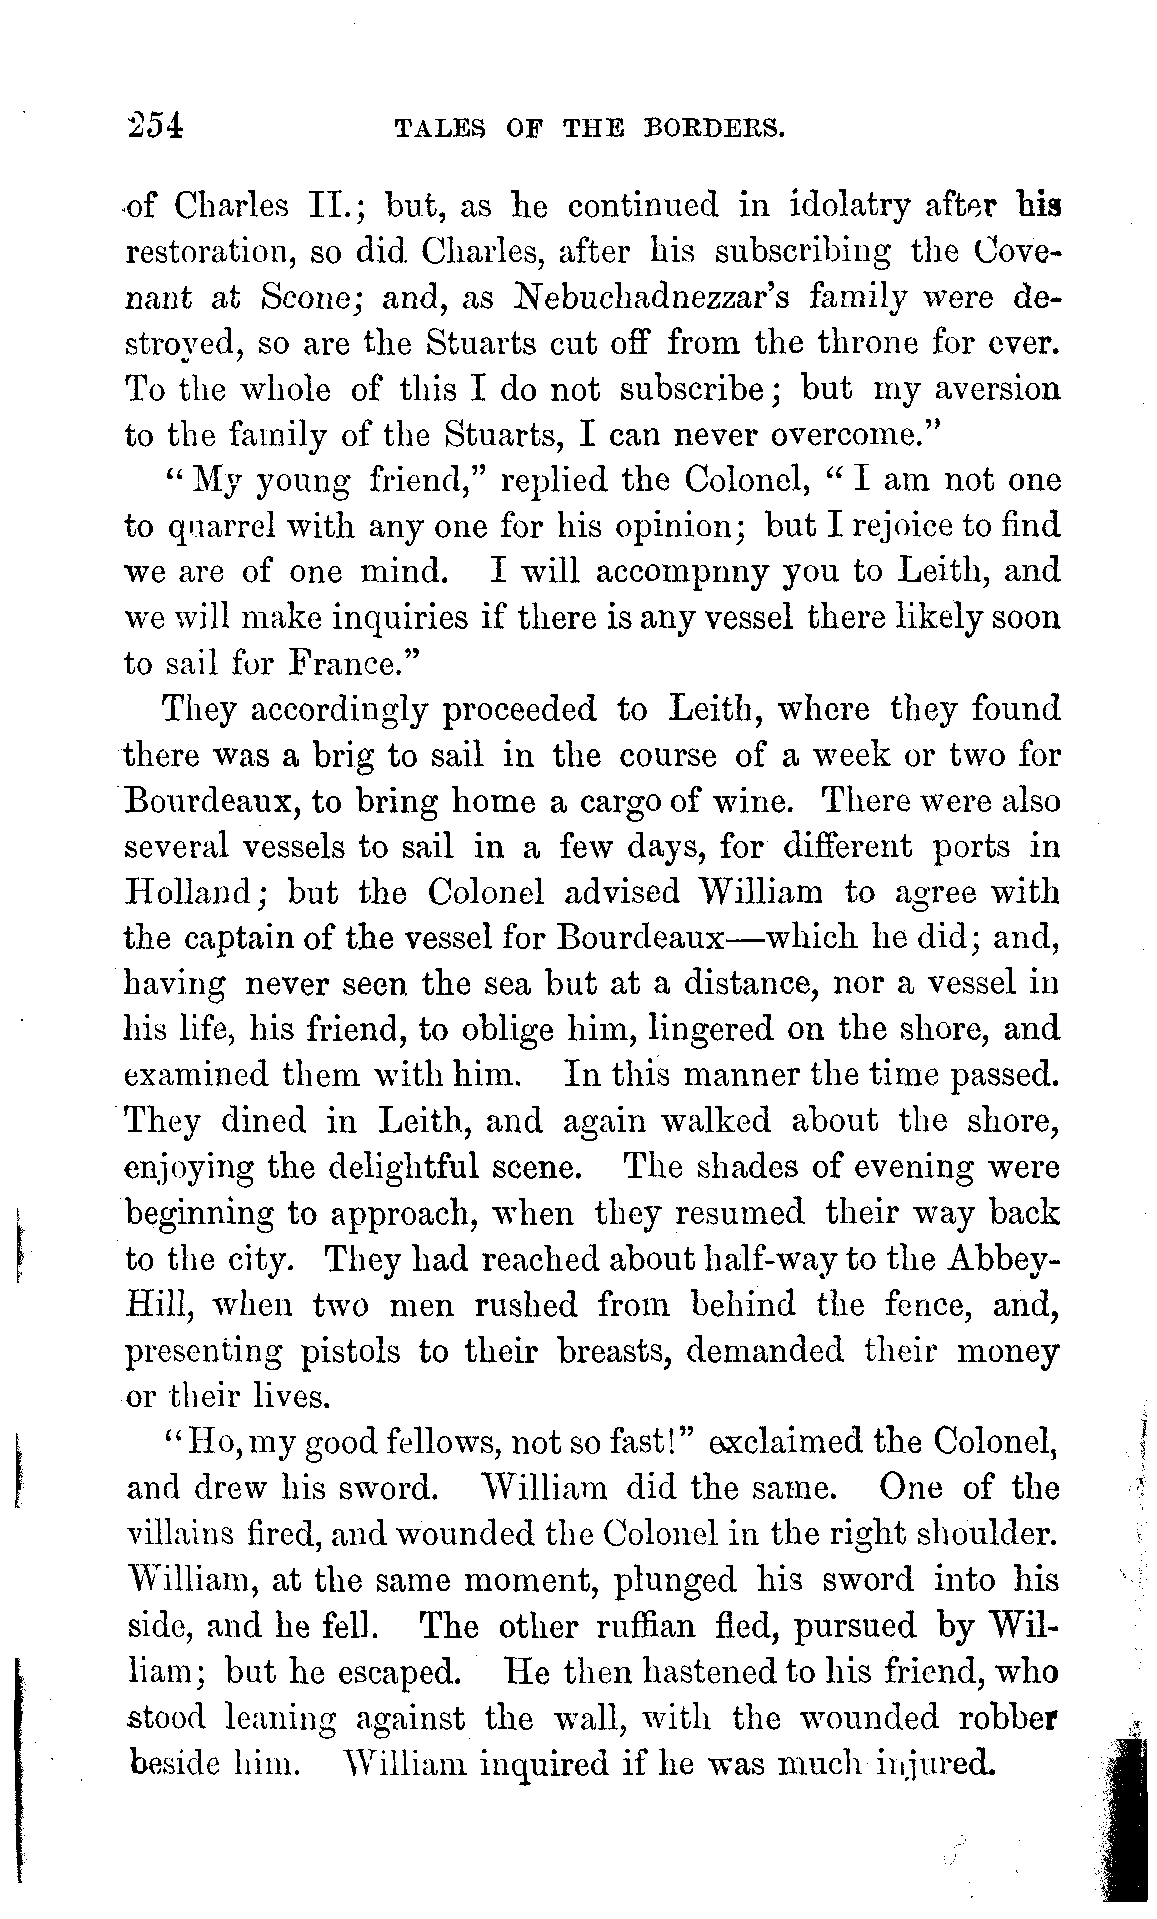 254 TALES OF THE BORDERS.
of Charles II.; but, as he continued in idolatry after his
restoration, so did Charles, after his subscribing the Cove-
nant at Scone; and, as Nebuchadnezzar's family were de-
stroyed, so are the Stuarts cut off from the throne for ever.
To the whole of this I do not subscribe; but my aversion
to the family of the Stuarts, I can never overcome."
"My young friend," replied the Colonel, "I am not one
to quarrel with any one for his opinion; but I rejoice to find
we are of one mind. I will accompnny you to Leith, and
we will make inquiries if there is any vessel there likely soon
to sail for France."
They accordingly proceeded to Leith, where they found
there was a brig to sail in the course of a week or two for
Bourdeaux, to bring home a cargo of wine. There were also
several vessels to sail in a few days, for different ports in
Holland; but the Colonel advised William to agree with
the captain of the vessel for Bourdeaux—which he did; and,
having never seen the sea but at a distance, nor a vessel in
his life, his friend, to oblige him, lingered on the shore, and
examined them with him. In this manner the time passed.
They dined in Leith, and again walked about the shore,
enjoying the delightful scene. The shades of evening were
beginning to approach, when they resumed their way back
to the city. They had reached about half-way to the Abbey-
Hill, when two men rushed from behind the fence, and,
presenting pistols to their breasts, demanded their money
or their lives.
"Ho, my good fellows, not so fast!" exclaimed the Colonel,
and drew his sword. William did the same. One of the
villains fired, and wounded the Colonel in the right shoulder.
William, at the same moment, plunged his sword into his
side, and he fell. The other ruffian fled, pursued by Wil-
liam; but he escaped. He then hastened to his friend, who
stood leaning against the wall, with the wounded robber
beside him. William inquired if he was much injured.